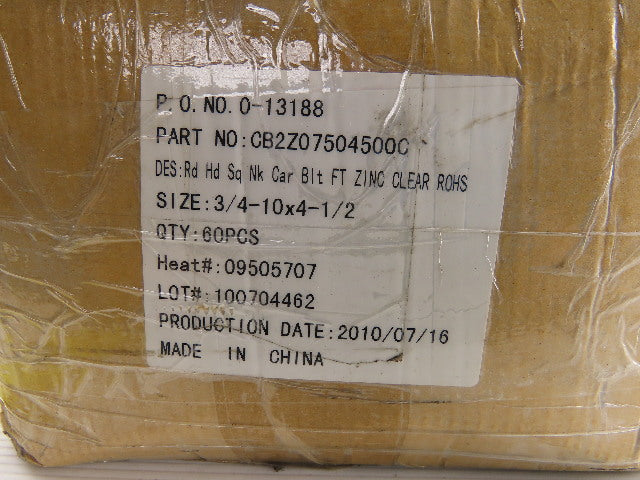 P.O.NO.O-13188
PART NO:CB2Z07504500C
DES:Rd Hd Sq Nk Car Blt FT ZINC CLEAR ROHS
SIZE:3/4-10x4-1/2
QTY:60PCS
Heat#:09505707
LOT#:100704462
PRODUCTION DATE:2010/07/16
MADE IN CHINA